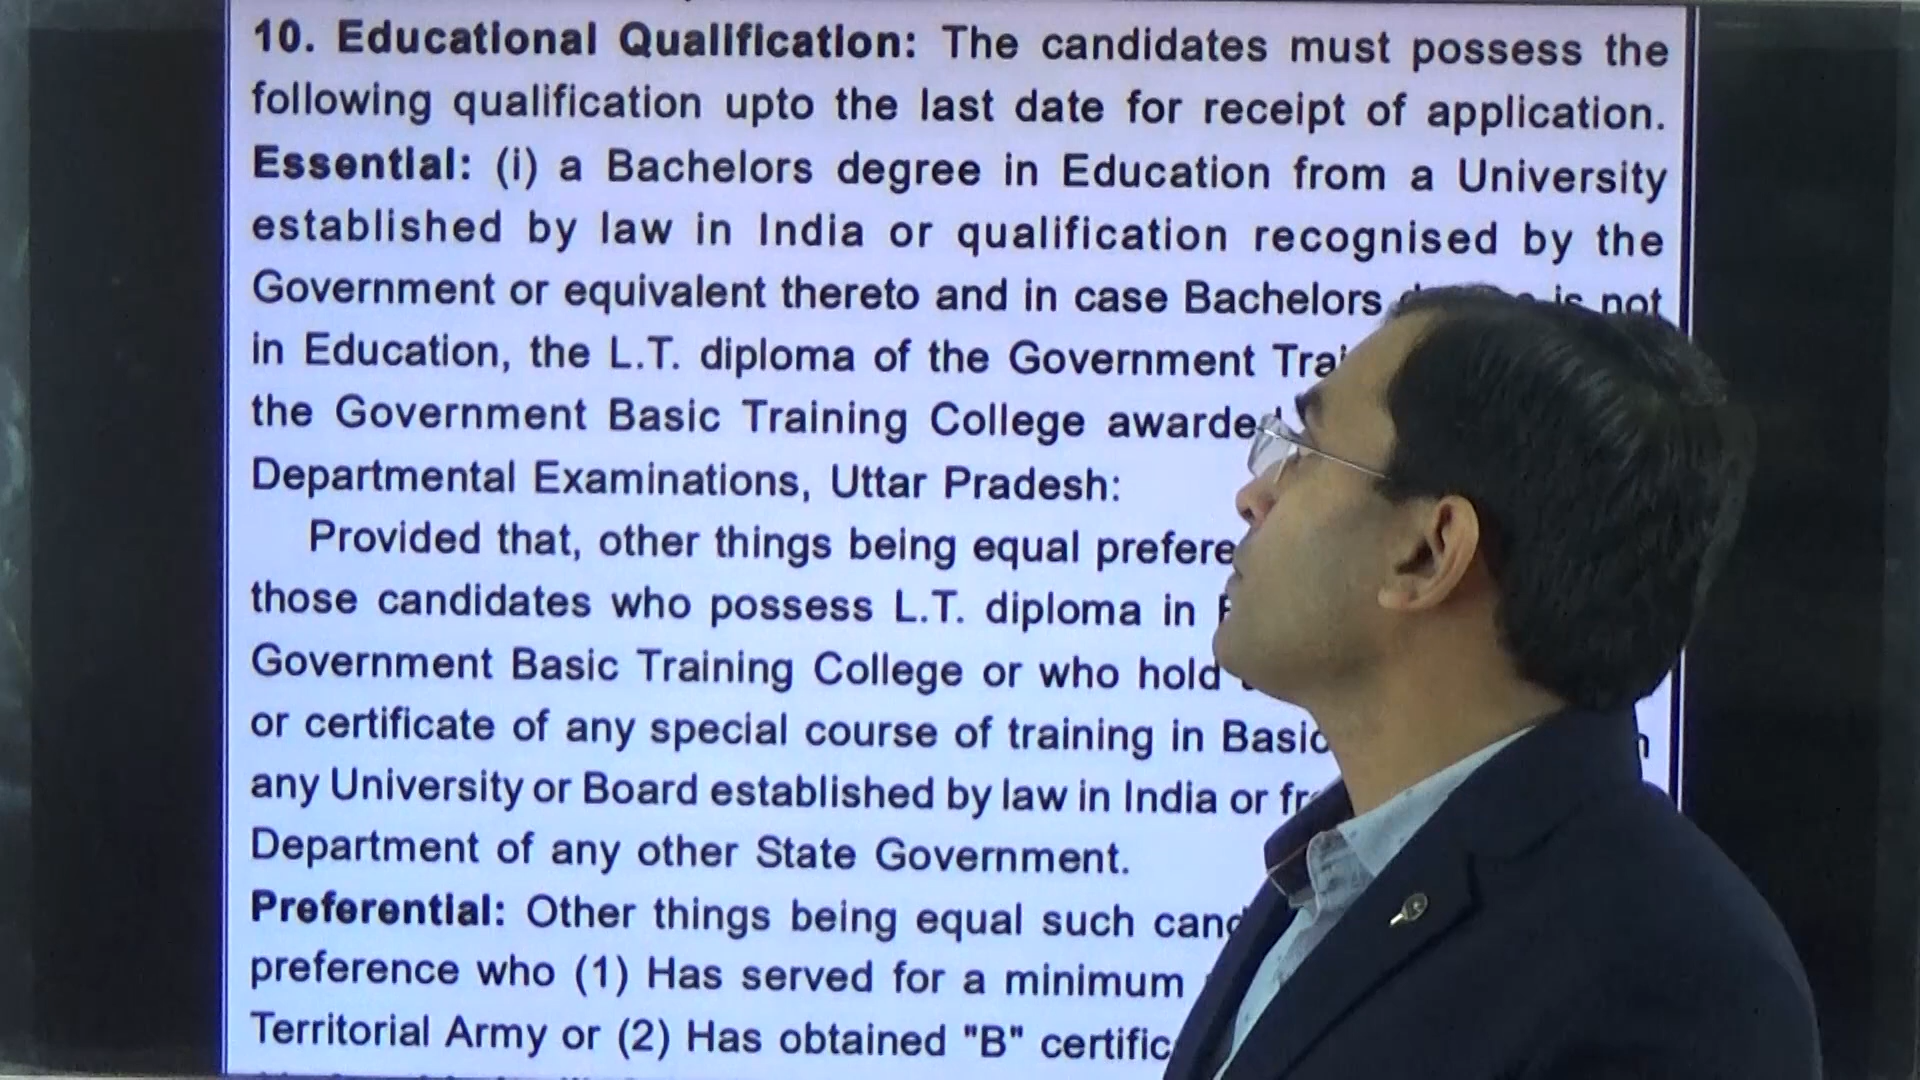 10. Educational Qualification: The candidates must possess the
following qualification upto the last date for receipt of application.
Essential: (i) a Bachelors degree in Education from a University
established by law in India or qualification recognised by the
Government or equivalent thereto and in case Bachelors is not
in Education, the L.T. diploma of the Government
the Government Basic Training College
Departmental Examinations, Uttar Pradesh:
Provided that, other things being equal
those candidates who possess L.T. diploma in
Government Basic Training College or who hold
or certificate of any special course of training in
any University or Board established by law in India or
Department of any other State Government.
Preferential: Other things being equal such
preference who (1) Has served for a minimum
Territorial Army or (2) Has obtained "B"